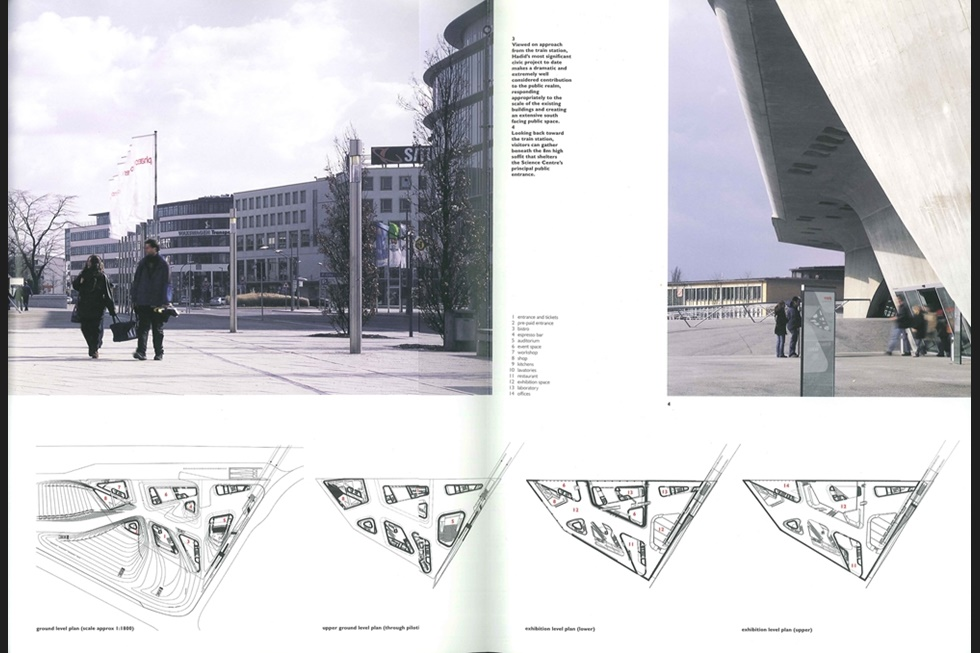 phæno
3
Viewed on approach
from the train station,
Hadid's most significant
civic project to date
makes a dramatic and
extremely well
considered contribution
to the public realm,
responding
appropriately to the
scale of the existing
buildings and creating
an extensive south
facing public space.
4
Looking back toward
the train station,
visitors can gather
beneath the 8m high
soffit that shelters
the Science Centre's
principal public
entrance.
1 entrance and tickets
2 pre-paid entrance
3 bistro
4 espresso bar
5 auditorium
6 event space
7 workshop
8 shop
9 kitchens
10 lavatories
11 restaurant
12 exhibition space
13 laboratory
14 offices
4
ground level plan (scale approx 1:1880)
upper ground level plan (through piloti
exhibition level plan (lower)
exhibition level plan (upper)